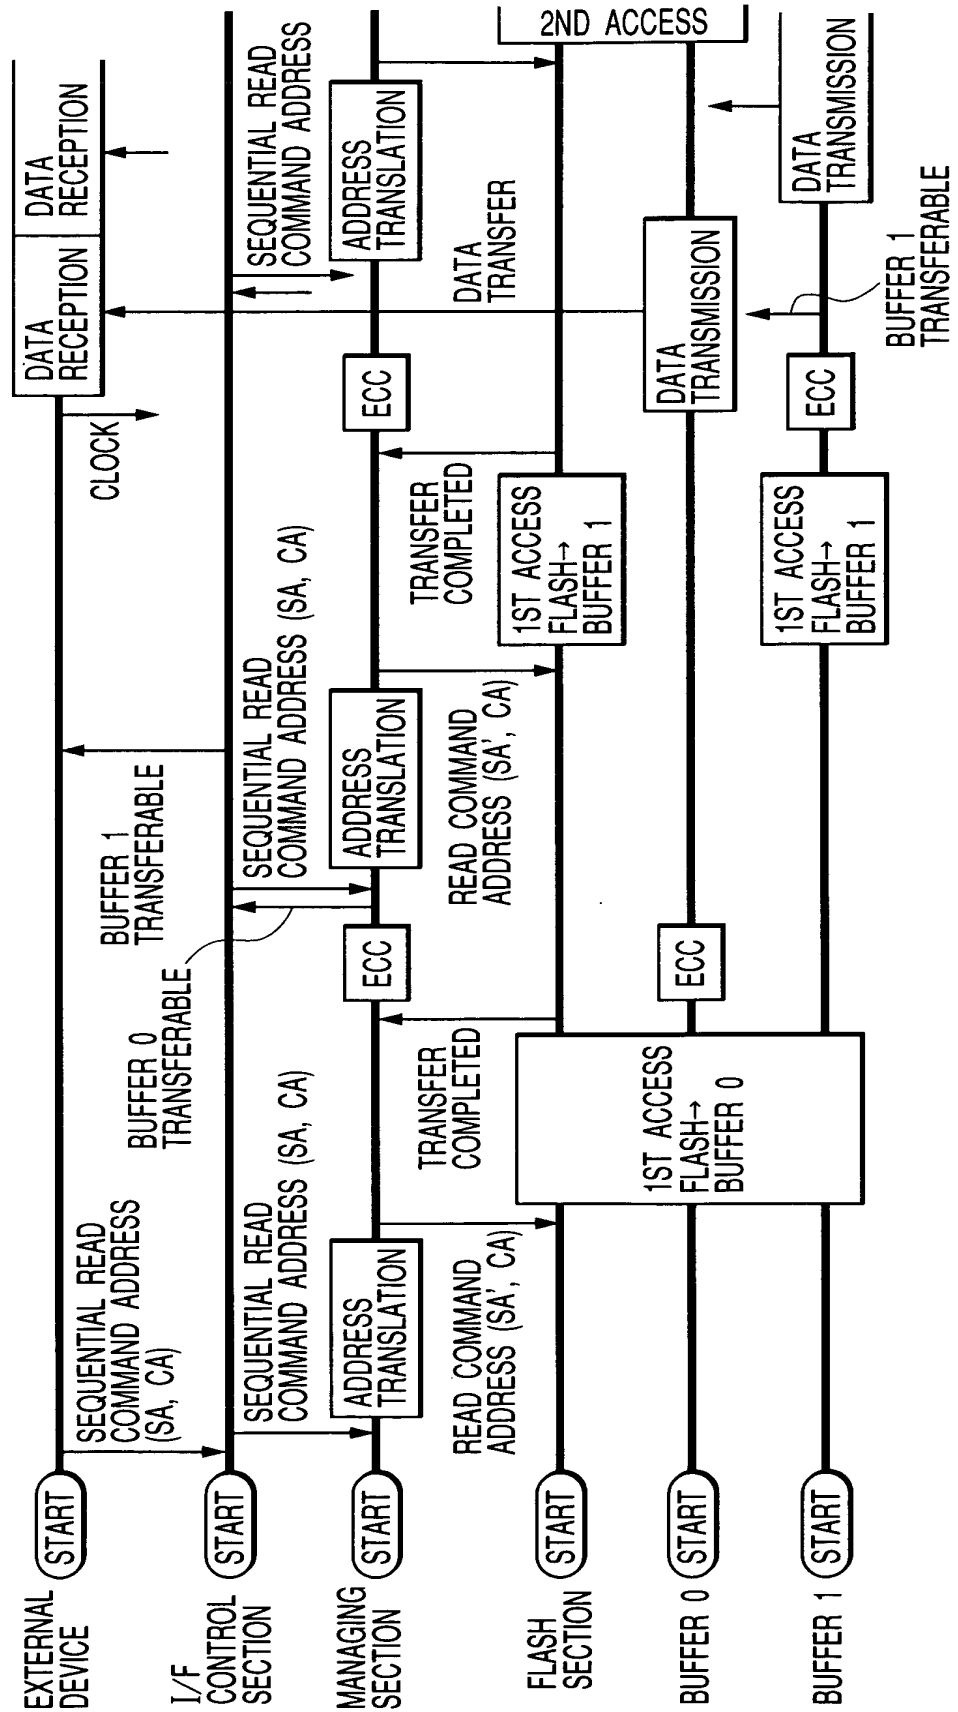 EXTERNAL
DEVICE
START
SEQUENTIAL READ
COMMAND ADDRESS
(SA, CA)
BUFFER 1
TRANSFERABLE
CLOCK
DATA
RECEPTION
DATA
RECEPTION
I/F
CONTROL
SECTION
START
SEQUENTIAL READ
COMMAND ADDRESS (SA, CA)
BUFFER 0
TRANSFERABLE
SEQUENTIAL READ
COMMAND ADDRESS (SA, CA)
SEQUENTIAL READ
COMMAND ADDRESS
MANAGING
SECTION
START
ADDRESS
TRANSLATION
ECC
ADDRESS
TRANSLATION
ECC
ADDRESS
TRANSLATION
READ COMMAND
ADDRESS (SA', CA)
TRANSFER
COMPLETED
READ COMMAND
ADDRESS (SA', CA)
TRANSFER
COMPLETED
DATA
TRANSFER
FLASH
SECTION
START
1ST ACCESS
FLASH→
BUFFER 0
1ST ACCESS
FLASH→
BUFFER 1
2ND ACCESS
BUFFER 0
START
ECC
DATA
TRANSMISSION
BUFFER 1
START
1ST ACCESS
FLASH→
BUFFER 1
ECC
DATA
TRANSMISSION
BUFFER 1
TRANSFERABLE